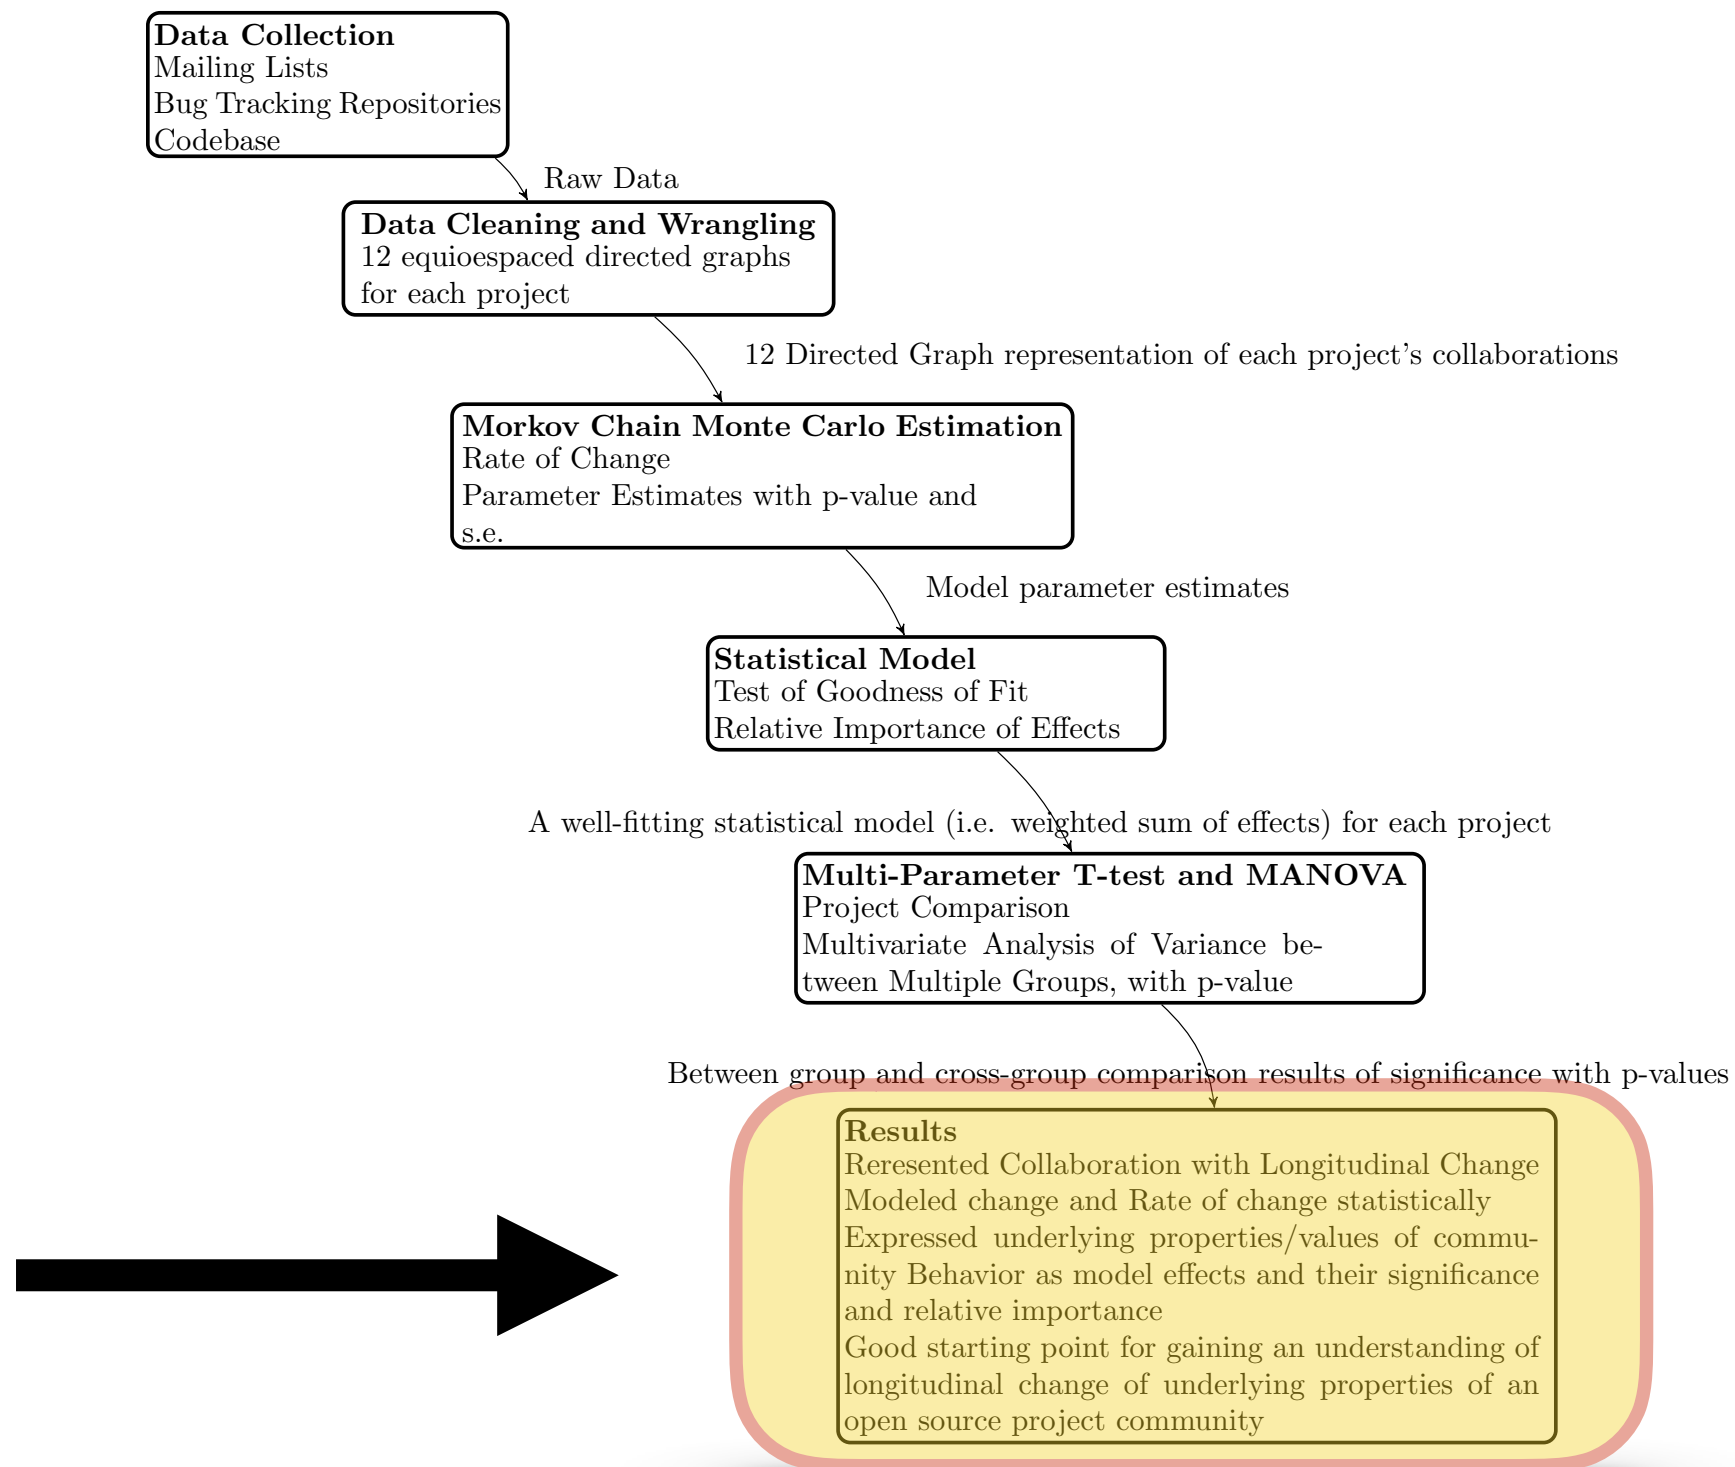 Data Collection
Mailing Lists
Bug Tracking Repositories
Codebase
Raw Data
Data Cleaning and Wrangling
12 equioespaced directed graphs
for each project
12 Directed Graph representation of each project's collaborations
Morkov Chain Monte Carlo Estimation
Rate of Change
Parameter Estimates with p-value and
s.e.
Model parameter estimates
Statistical Model
Test of Goodness of Fit
Relative Importance of Effects
A well-fitting statistical model (i.e. weighted sum of effects) for each project
Multi-Parameter T-test and MANOVA
Project Comparison
Multivariate Analysis of Variance be-
tween Multiple Groups, with p-value
Between group and cross-group comparison results of significance with p-values
Results
Reresented Collaboration with Longitudinal Change
Modeled change and Rate of change statistically
Expressed underlying properties/values of commu-
nity Behavior as model effects and their significance
and relative importance
Good starting point for gaining an understanding of
longitudinal change of underlying properties of an
open source project community